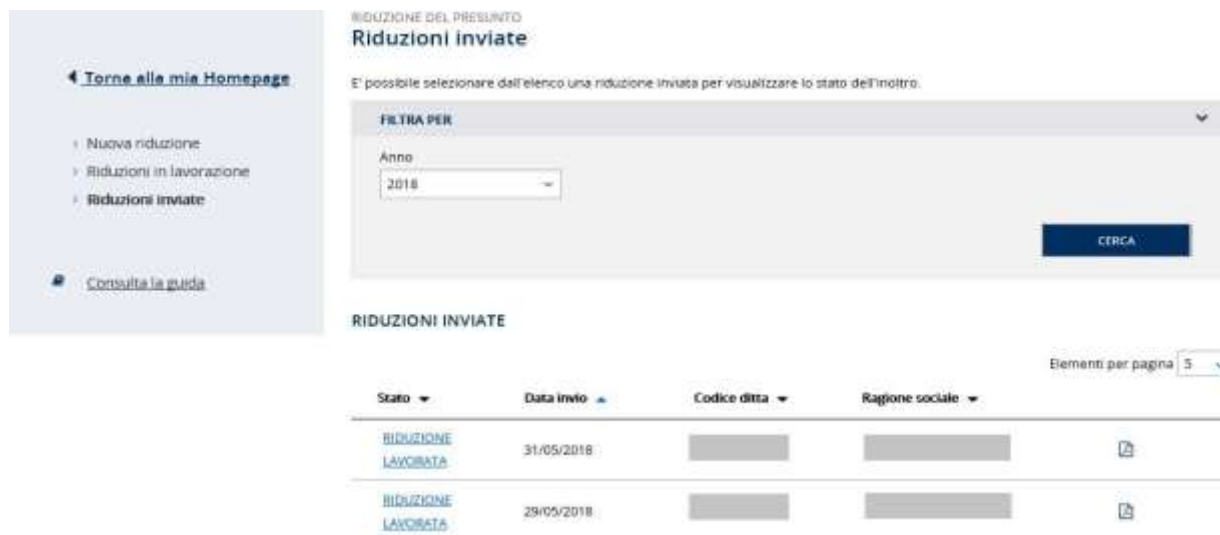 RIDUZIONE DEL PRESUNTO
Riduzioni inviate
Torna alla mia Homepage
E' possibile selezionare dall'elenco una riduzione inviata per visualizzare lo stato dell'inoltro.
FILTRA PER
Nuova riduzione
Anno
Riduzioni in lavorazione
2018
Riduzioni inviate
CERCA
Consulta la guida
RIDUZIONI INVIATE
Elementi per pagina 5
Stato Data invio Codice ditta Ragione sociale
RIDUZIONE
LAVORATA
31/05/2018
RIDUZIONE
LAVORATA
29/05/2018